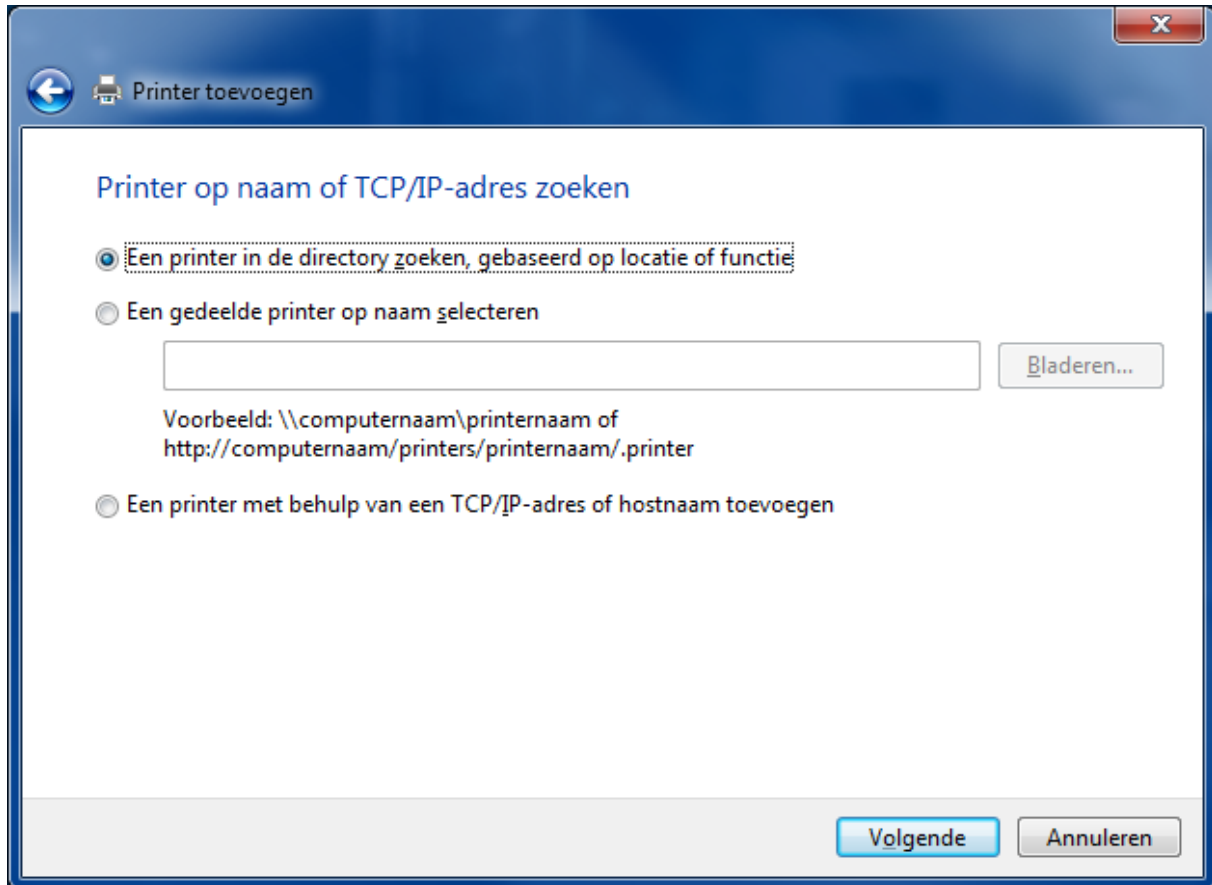 Printer toevoegen
Printer op naam of TCP/IP-adres zoeken
Een printer in de directory zoeken, gebaseerd op locatie of functie
Een gedeelde printer op naam selecteren
Bladeren...
Voorbeeld: \\computernaam\printernaam of
http://computernaam/printers/printernaam/.printer
Een printer met behulp van een TCP/IP-adres of hostnaam toevoegen
Volgende
Annuleren